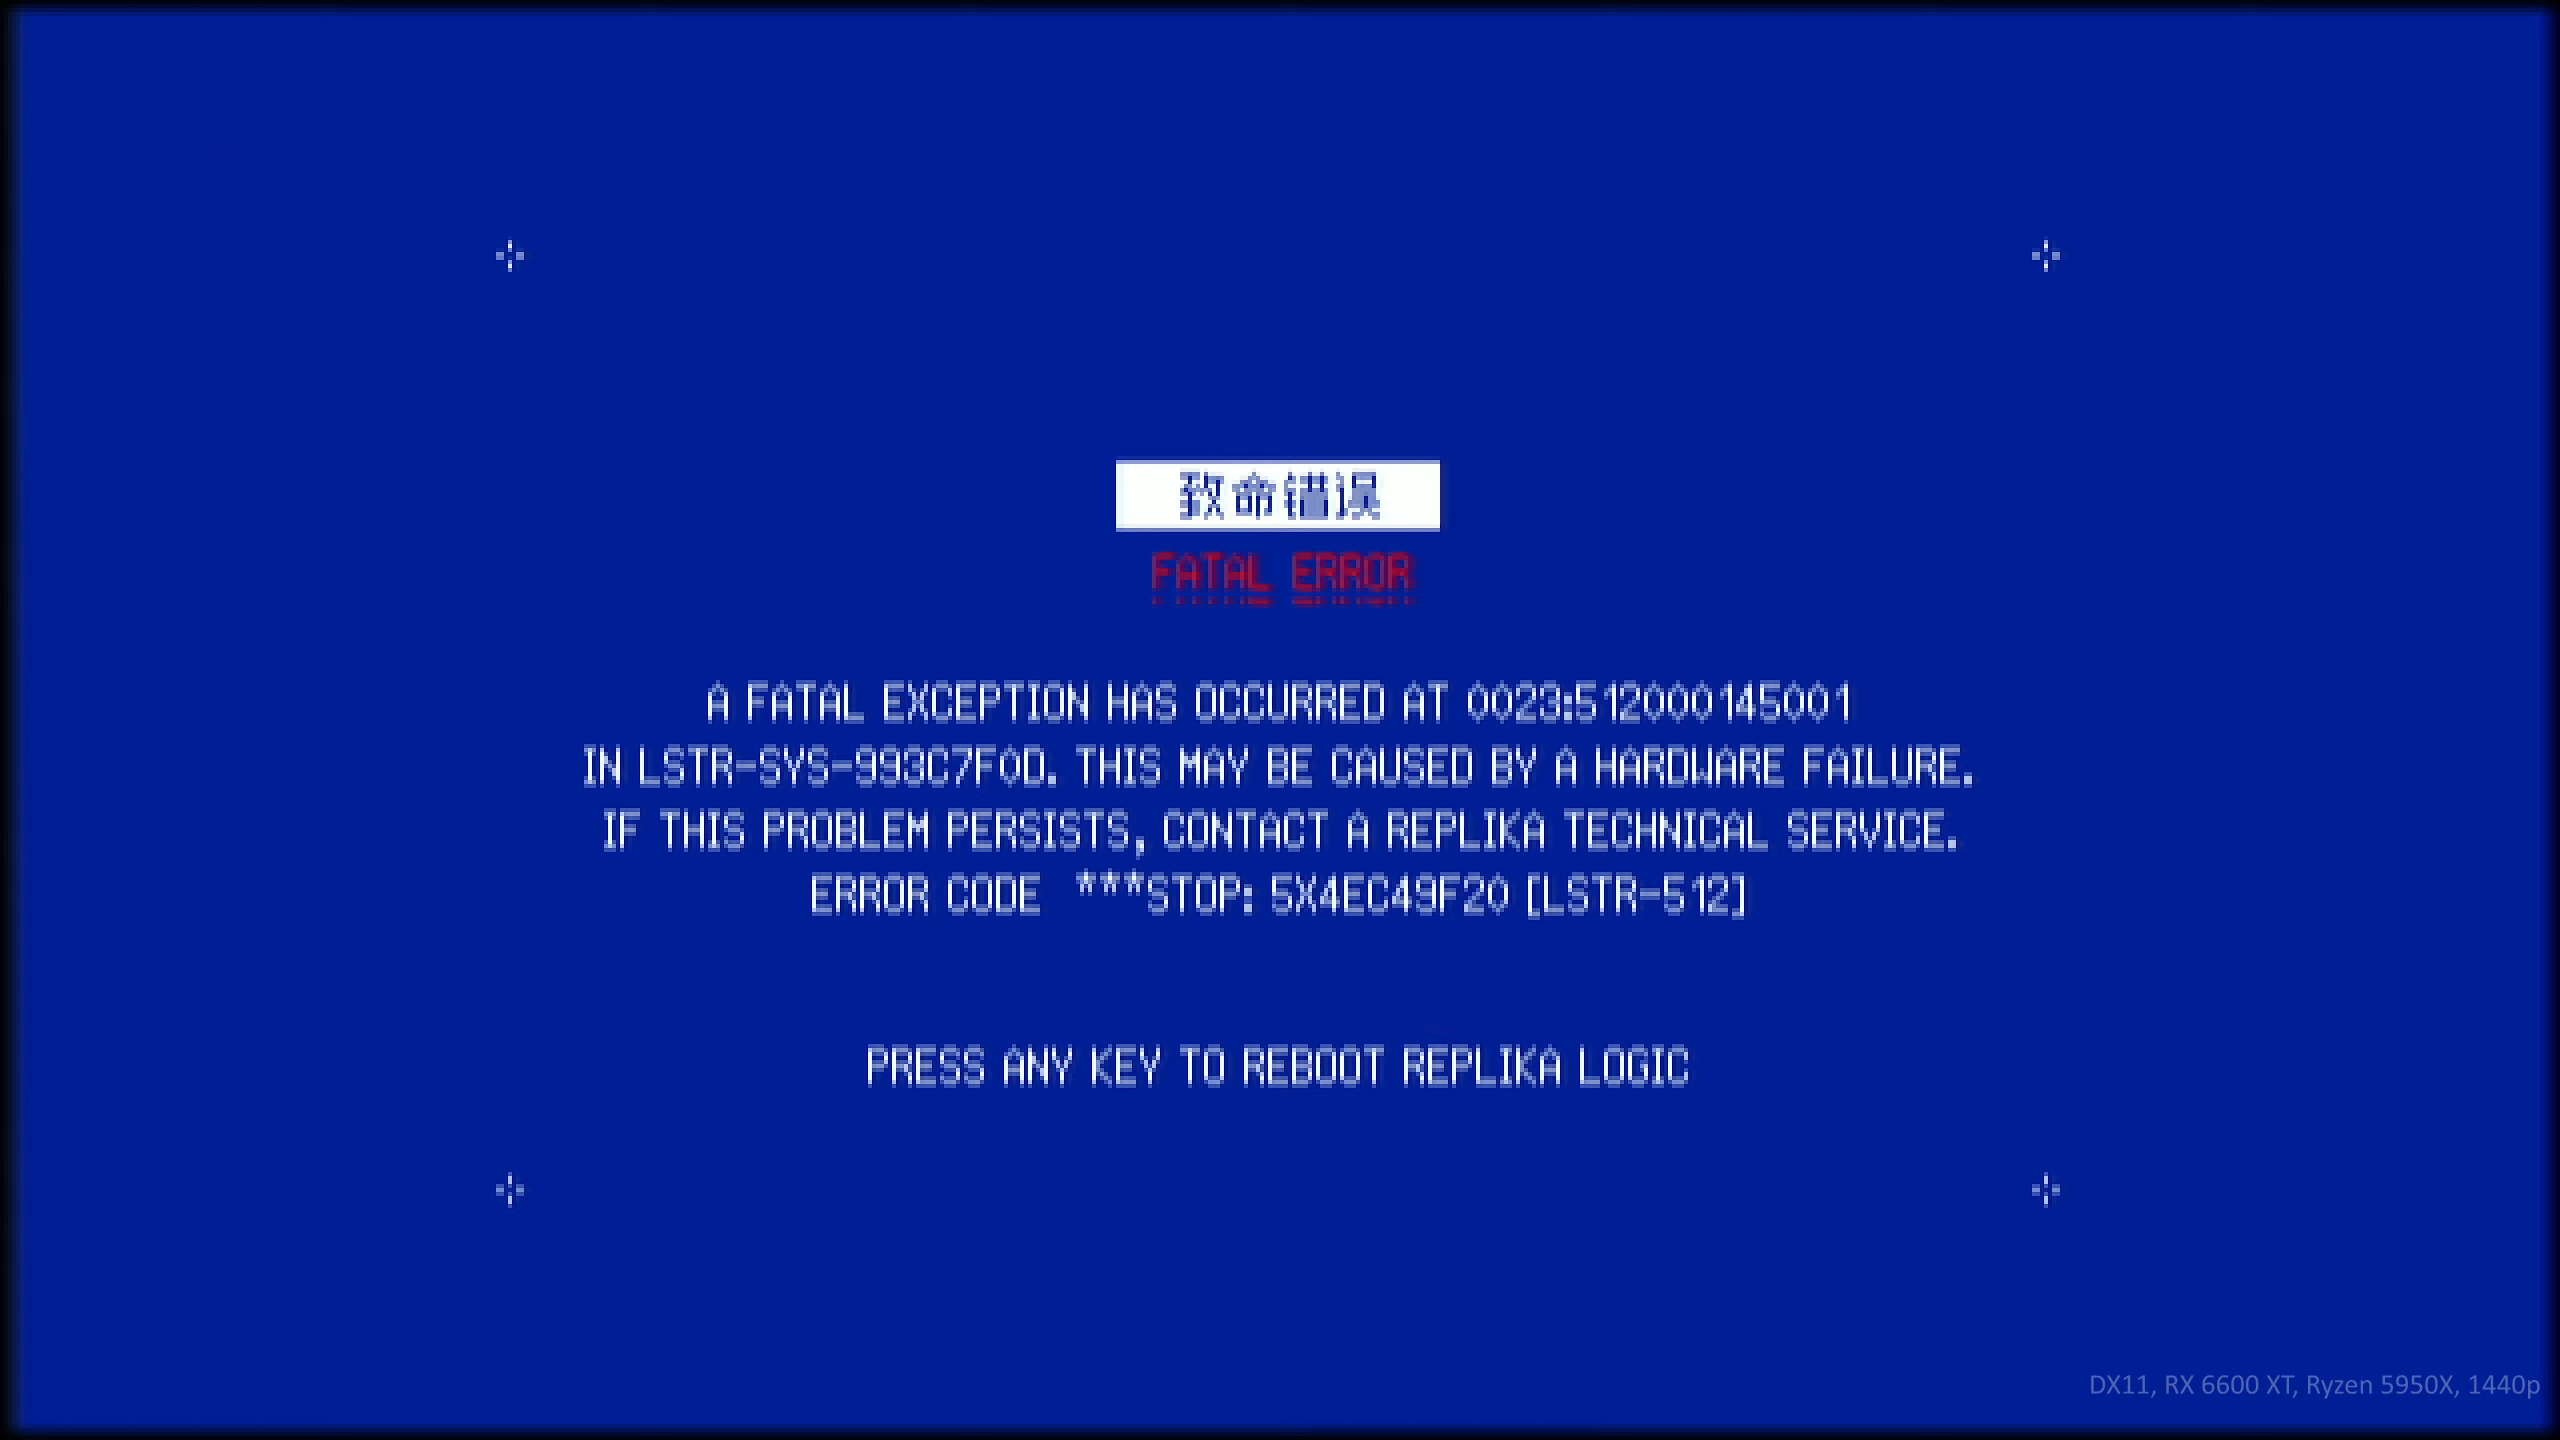 致命错误
FATAL ERROR
A FATAL EXCEPTION HAS OCCURRED AT 0023:512000145001
IN LSTR-SYS-993C7F0D. THIS MAY BE CAUSED BY A HARDWARE FAILURE.
IF THIS PROBLEM PERSISTS, CONTACT A REPLIKA TECHNICAL SERVICE.
ERROR CODE ***STOP: 5X4EC49F20 [LSTR-512]
PRESS ANY KEY TO REBOOT REPLIKA LOGIC
DX11, RX 6600 XT, Ryzen 5950X, 1440p